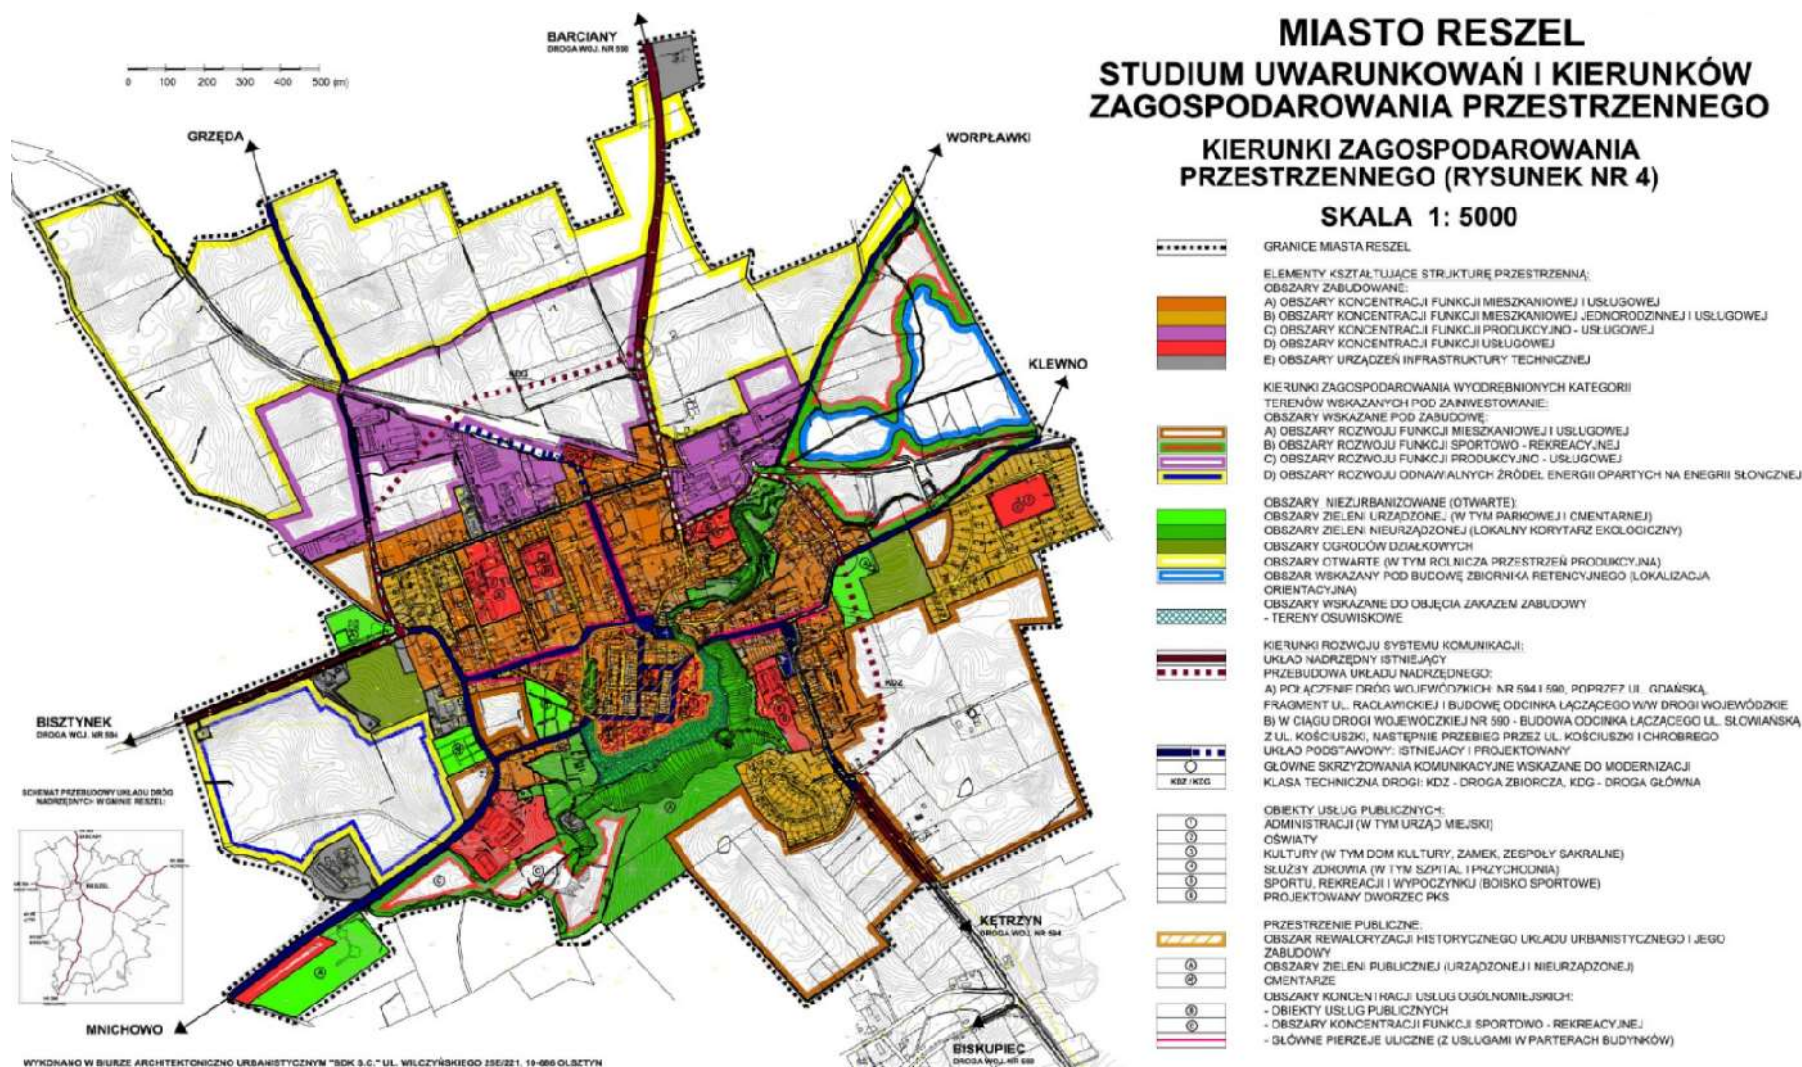 MIASTO RESZEL
STUDIUM UWARUNKOWAŃ I KIERUNKÓW
ZAGOSPODAROWANIA PRZESTRZENNEGO
KIERUNKI ZAGOSPODAROWANIA
PRZESTRZENNEGO (RYSUNEK NR 4)
SKALA 1: 5000
GRANICE MIASTA RESZEL
ELEMENTY KSZTAŁTUJĄCE STRUKTURĘ PRZESTRZENNĄ:
OBSZARY ZABUDOWANE:
A) OBSZARY KONCENTRACJI FUNKCJI MIESZKANIOWEJ I USŁUGOWEJ
B) OBSZARY KONCENTRACJI FUNKCJI MIESZKANIOWEJ JEDNORODZINNEJ I USŁUGOWEJ
C) OBSZARY KONCENTRACJI FUNKCJI PRODUKCYJNO - USŁUGOWEJ
D) OBSZARY KONCENTRACJI FUNKCJI USŁUGOWEJ
E) OBSZARY URZĄDZEŃ INFRASTRUKTURY TECHNICZNEJ
KIERUNKI ZAGOSPODAROWANIA WYODRĘBNIONYCH KATEGORII
TERENÓW WSKAZANYCH POD ZAINWESTOWANIE:
OBSZARY WSKAZANE POD ZABUDOWĘ:
A) OBSZARY ROZWOJU FUNKCJI MIESZKANIOWEJ I USŁUGOWEJ
B) OBSZARY ROZWOJU FUNKCJI SPORTOWO - REKREACYJNEJ
C) OBSZARY ROZWOJU FUNKCJI PRODUKCYJNO - USŁUGOWEJ
D) OBSZARY ROZWOJU ODNAWIALNYCH ŹRÓDEŁ ENERGII OPARTYCH NA ENEGRII SŁONCZNEJ
OBSZARY NIEZURBANIZOWANE (OTWARTE):
OBSZARY ZIELENI URZĄDZONEJ (W TYM PARKOWEJ I CMENTARNEJ)
OBSZARY ZIELENI NIEURZĄDZONEJ (LOKALNY KORYTARZ EKOLOGICZNY)
OBSZARY OGRODÓW DZIAŁKOWYCH
OBSZARY OTWARTE (W TYM ROLNICZA PRZESTRZEŃ PRODUKCYJNA)
OBSZAR WSKAZANY POD BUDOWĘ ZBIORNIKA RETENCYJNEGO (LOKALIZACJA
ORIENTACYJNA)
OBSZARY WSKAZANE DO OBJĘCIA ZAKAZEM ZABUDOWY
- TERENY OSUWISKOWE
KIERUNKI ROZWOJU SYSTEMU KOMUNIKACJI:
UKŁAD NADRZĘDNY ISTNIEJĄCY
PRZEBUDOWA UKŁADU NADRZĘDNEGO:
A) POŁĄCZENIE DRÓG WOJEWÓDZKICH: NR 594 I 590, POPRZEZ UL. GDAŃSKĄ,
FRAGMENT UL. RACŁAWICKIEJ I BUDOWĘ ODCINKA ŁĄCZĄCEGO W/W DROGI WOJEWÓDZKIE
B) W CIĄGU DROGI WOJEWODZKIEJ NR 590 - BUDOWA ODCINKA ŁĄCZĄCEGO UL. SŁOWIAŃSKĄ
Z UL. KOŚCIUSZKI, NASTĘPNIE PRZEBIEG PRZEZ UL. KOŚCIUSZKI I CHROBREGO
UKŁAD PODSTAWOWY: ISTNIEJĄCY I PROJEKTOWANY
GŁÓWNE SKRZYŻOWANIA KOMUNIKACYJNE WSKAZANE DO MODERNIZACJI
KDZ / KDG KLASA TECHNICZNA DROGI: KDZ - DROGA ZBIORCZA, KDG - DROGA GŁÓWNA
OBIEKTY USŁUG PUBLICZNYCH:
1 ADMINISTRACJI (W TYM URZĄD MIEJSKI)
2 OŚWIATY
3 KULTURY (W TYM DOM KULTURY, ZAMEK, ZESPOŁY SAKRALNE)
4 SŁUŻBY ZDROWIA (W TYM SZPITAL I PRZYCHODNIA)
5 SPORTU, REKREACJI I WYPOCZYNKU (BOISKO SPORTOWE)
6 PROJEKTOWANY DWORZEC PKS
PRZESTRZENIE PUBLICZNE:
OBSZAR REWALORYZACJI HISTORYCZNEGO UKŁADU URBANISTYCZNEGO I JEGO
ZABUDOWY
A OBSZARY ZIELENI PUBLICZNEJ (URZĄDZONEJ I NIEURZĄDZONEJ)
CMENTARZE
OBSZARY KONCENTRACJI USŁUG OGÓLNOMIEJSKICH:
B - OBIEKTY USŁUG PUBLICZNYCH
C - OBSZARY KONCENTRACJI FUNKCJI SPORTOWO - REKREACYJNEJ
- GŁÓWNE PIERZEJE ULICZNE (Z USŁUGAMI W PARTERACH BUDYNKÓW)
0 100 200 300 400 500 (m)
BARCIANY
DROGA WOJ. NR 590
GRZĘDA
WORPŁAWKI
KLEWNO
KDG
KDZ
BISZTYNEK
DROGA WOJ. NR 594
SCHEMAT PRZEBUDOWY UKŁADU DRÓG
NADRZĘDNYCH W GMINIE RESZEL:
RESZEL
C
C
A
A
KĘTRZYN
DROGA WOJ. NR 594
MNICHOWO
BISKUPIEC
DROGA WOJ. NR 590
WYKONANO W BIURZE ARCHITEKTONICZNO URBANISTYCZNYM "BDK S.C." UL. WILCZYŃSKIEGO 25E/221, 10-686 OLSZTYN